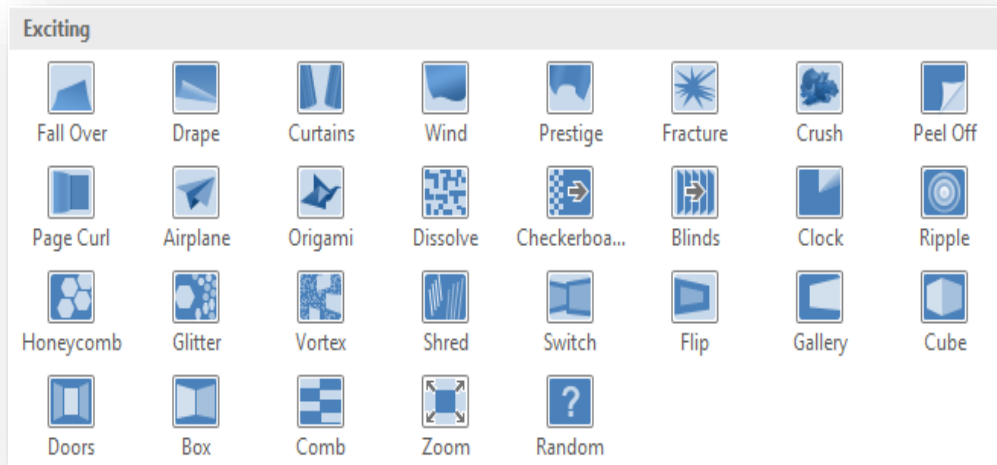 Exciting
Fall Over Drape Curtains Wind Prestige Fracture Crush Peel Off
Page Curl Airplane Origami Dissolve Checkerboa... Blinds Clock Ripple
Honeycomb Glitter Vortex Shred Switch Flip Gallery Cube
?
Doors Box Comb Zoom Random